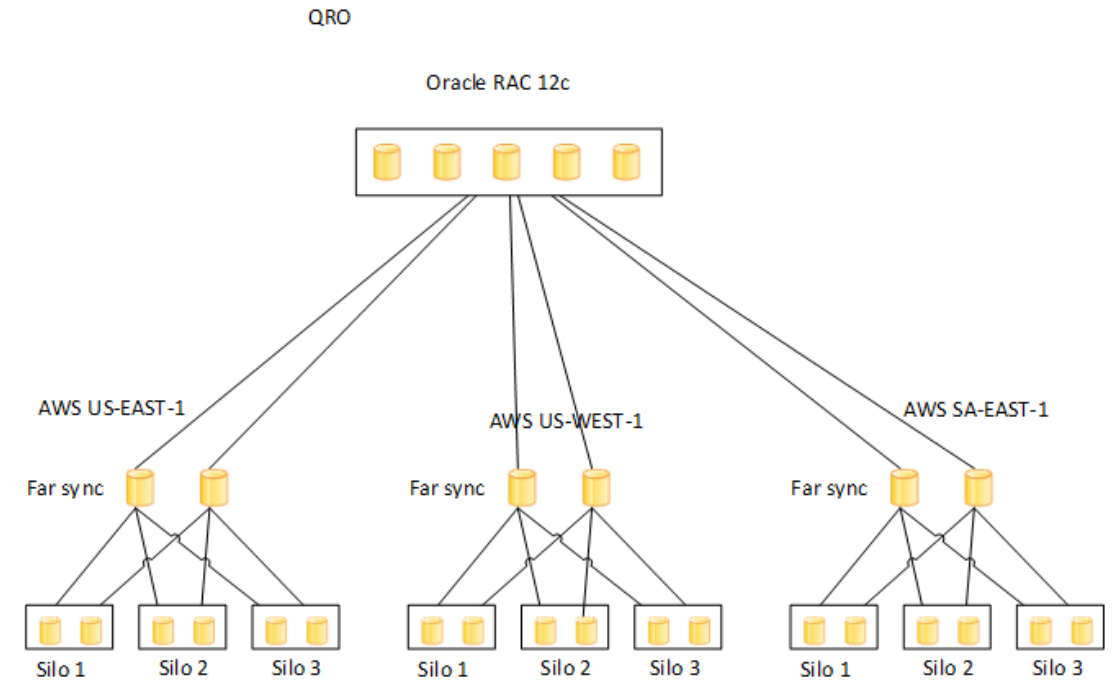 QRO
Oracle RAC 12c
AWS US-EAST-1
AWS US-WEST-1
AWS SA-EAST-1
Far sync
Far sync
Far sync
Silo 1
Silo 2
Silo 3
Silo 1
Silo 2
Silo 3
Silo 1
Silo 2
Silo 3